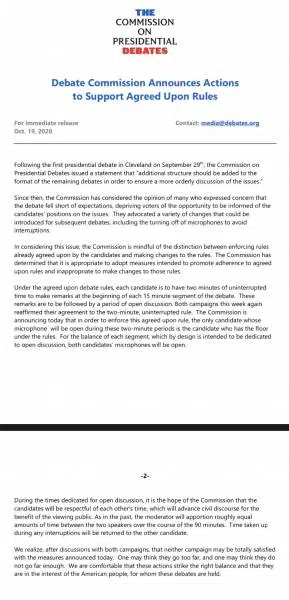 THE
COMMISSION
ON
PRESIDENTIAL
DEBATES
Debate Commission Announces Actions
to Support Agreed Upon Rules
For immediate release
Contact: media@debates.org
Oct. 19, 2020
Following the first presidential debate in Cleveland on September 29th, the Commission on
Presidential Debates issued a statement that "additional structure should be added to the
format of the remaining debates in order to ensure a more orderly discussion of the issues."
Since then, the Commission has considered the opinion of many who expressed concern that
the debate fell short of expectations, depriving voters of the opportunity to be informed of the
candidates' positions on the issues. They advocated a variety of changes that could be
introduced for subsequent debates, including the turning off of microphones to avoid
interruptions.
In considering this issue, the Commission is mindful of the distinction between enforcing rules
already agreed upon by the candidates and making changes to the rules. The Commission has
determined that it is appropriate to adopt measures intended to promote adherence to agreed
upon rules and inappropriate to make changes to those rules.
Under the agreed upon debate rules, each candidate is to have two minutes of uninterrupted
time to make remarks at the beginning of each 15 minute segment of the debate. These
remarks are to be followed by a period of open discussion. Both campaigns this week again
reaffirmed their agreement to the two-minute, uninterrupted rule. The Commission is
announcing today that in order to enforce this agreed upon rule, the only candidate whose
microphone will be open during these two-minute periods is the candidate who has the floor
under the rules. For the balance of each segment, which by design is intended to be dedicated
to open discussion, both candidates' microphones will be open.
-2-
During the times dedicated for open discussion, it is the hope of the Commission that the
candidates will be respectful of each other's time, which will advance civil discourse for the
benefit of the viewing public. As in the past, the moderator will apportion roughly equal
amounts of time between the two speakers over the course of the 90 minutes. Time taken up
during any interruptions will be returned to the other candidate.
We realize, after discussions with both campaigns, that neither campaign may be totally satisfied
with the measures announced today. One may think they go too far, and one may think they do
not go far enough. We are comfortable that these actions strike the right balance and that they
are in the interest of the American people, for whom these debates are held.